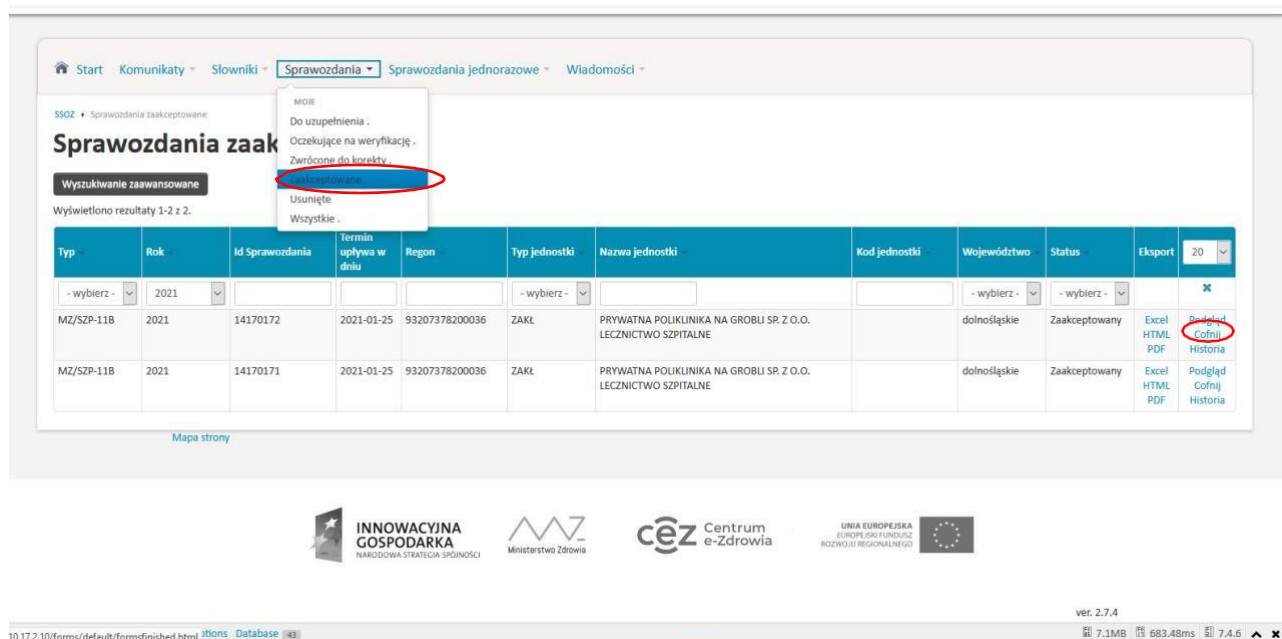 Start Komunikaty Słowniki Sprawozdania Sprawozdania jednorazowe Wiadomości
SSOZ Sprawozdania zaakceptowane
MOJE
Do uzupełnienia .
Oczekujące na weryfikację .
Zwrócone do korekty .
Zaakceptowane
Usunięte
Wszystkie .
Sprawozdania zaak
Wyszukiwanie zaawansowane
Wyświetlono rezultaty 1-2 z 2.
Typ Rok Id Sprawozdania Termin upływa w dniu Regon Typ jednostki Nazwa jednostki Kod jednostki Województwo Status Eksport 20
- wybierz - 2021 - wybierz - - wybierz - - wybierz -
MZ/SZP-11B 2021 14170172 2021-01-25 93207378200036 ZAKŁ PRYWATNA POLIKLINIKA NA GROBLI SP. Z O.O. dolnośląskie Zaakceptowany Excel Podgląd
LECZNICTWO SZPITALNE HTML Cofnij
PDF Historia
MZ/SZP-11B 2021 14170171 2021-01-25 93207378200036 ZAKŁ PRYWATNA POLIKLINIKA NA GROBLI SP. Z O.O. dolnośląskie Zaakceptowany Excel Podgląd
LECZNICTWO SZPITALNE HTML Cofnij
PDF Historia
Mapa strony
INNOWACYJNA
GOSPODARKA
NARODOWA STRATEGIA SPÓJNOŚCI
Ministerstwo Zdrowia
cez Centrum
e-Zdrowia
UNIA EUROPEJSKA
EUROPEJSKI FUNDUSZ
ROZWOJU REGIONALNEGO
ver. 2.7.4
10.17.2.10/forms/default/formsfinished.html Database 43 7.1MB 683.48ms 7.4.6